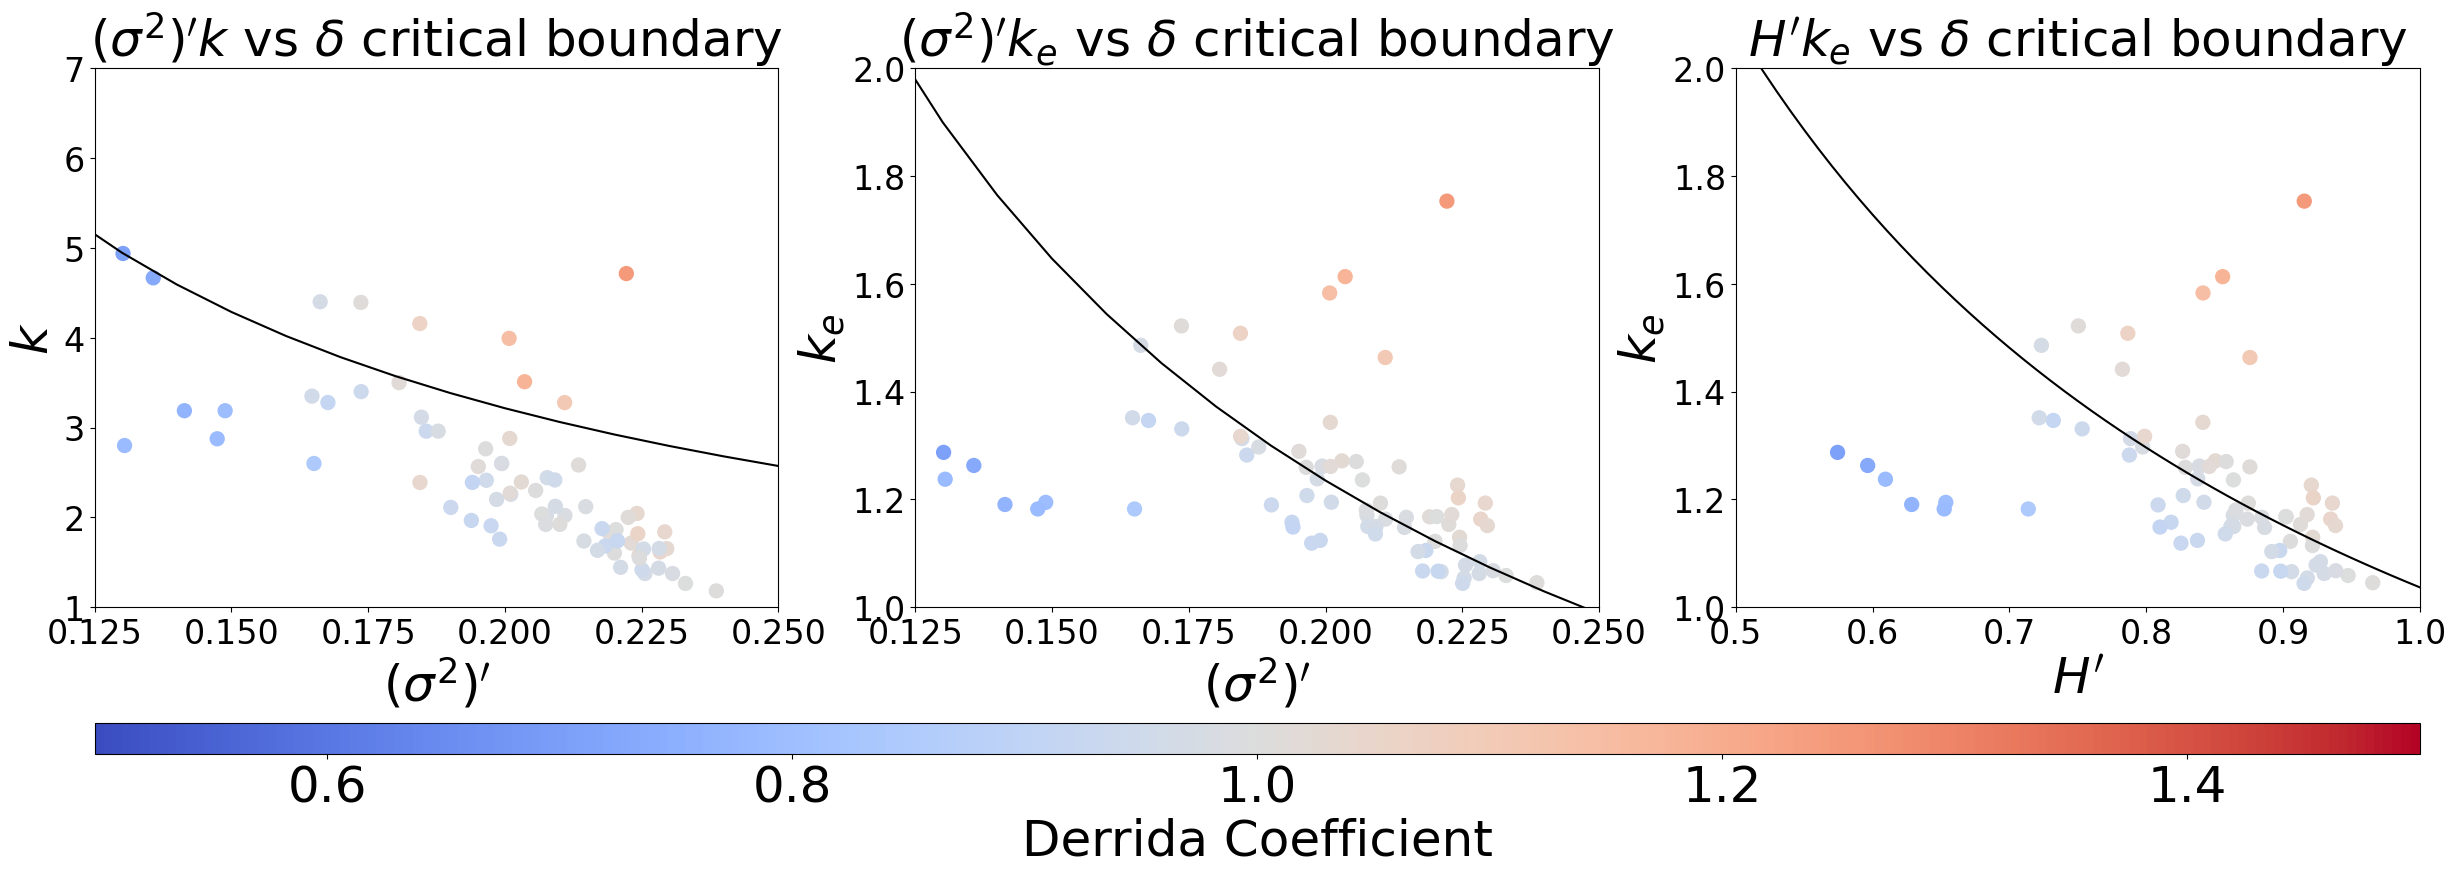 (σ²)′k vs δ critical boundary
7
6
5
4
3
2
1
k
0.125 0.150 0.175 0.200 0.225 0.250
(σ²)′
(σ²)′kₑ vs δ critical boundary
2.0
1.8
1.6
1.4
1.2
1.0
kₑ
0.125 0.150 0.175 0.200 0.225 0.250
(σ²)′
H′kₑ vs δ critical boundary
2.0
1.8
1.6
1.4
1.2
1.0
kₑ
0.5 0.6 0.7 0.8 0.9 1.0
H′
0.6 0.8 1.0 1.2 1.4
Derrida Coefficient